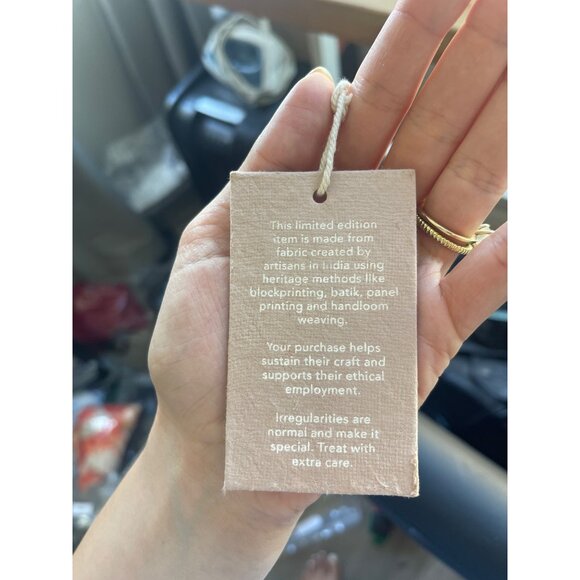 This limited edition
item is made from
fabric created by
artisans in India using
heritage methods like
blockprinting, batik, panel
printing and handloom
weaving.
Your purchase helps
sustain their craft and
supports their ethical
employment.
Irregularities are
normal and make it
special. Treat with
extra care.